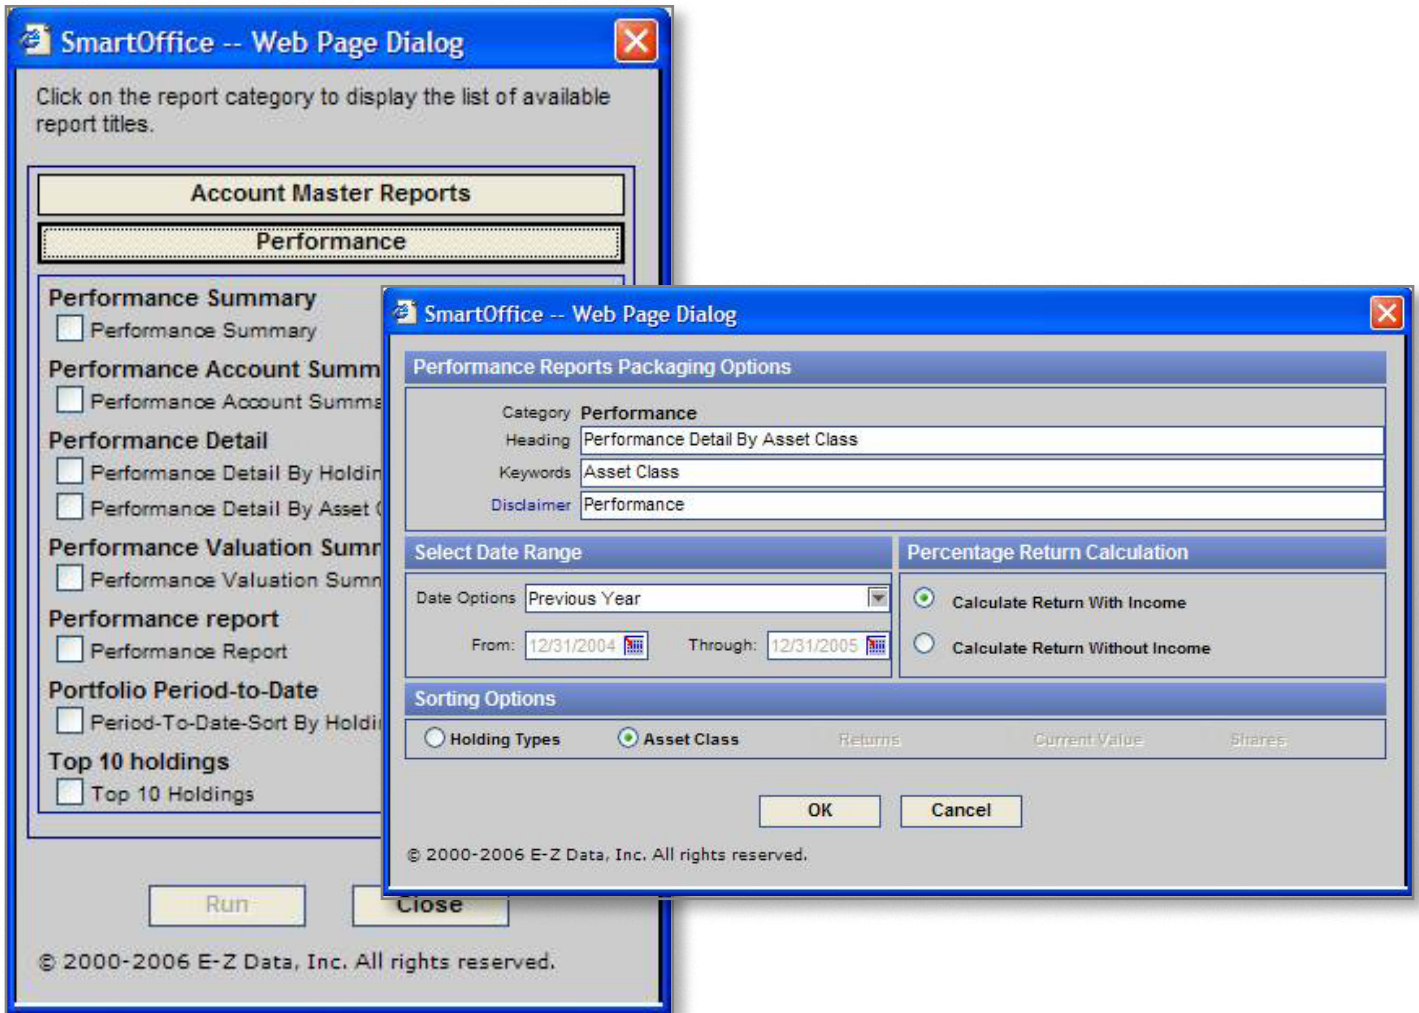 SmartOffice -- Web Page Dialog
Click on the report category to display the list of available
report titles.
Account Master Reports
Performance
Performance Summary
Performance Summary
Performance Account Summ
Performance Account Summa
Performance Detail
Performance Detail By Holdin
Performance Detail By Asset
Performance Valuation Sum
Performance Valuation Sum
Performance report
Performance Report
Portfolio Period-to-Date
Period-To-Date-Sort By Holdi
Top 10 holdings
Top 10 Holdings
Run Close
© 2000-2006 E-Z Data, Inc. All rights reserved.
SmartOffice -- Web Page Dialog
Performance Reports Packaging Options
Category Performance
Heading Performance Detail By Asset Class
Keywords Asset Class
Disclaimer Performance
Select Date Range
Date Options Previous Year
From: 12/31/2004 Through: 12/31/2005
Percentage Return Calculation
Calculate Return With Income
Calculate Return Without Income
Sorting Options
Holding Types Asset Class Returns Current Value Shares
OK Cancel
© 2000-2006 E-Z Data, Inc. All rights reserved.